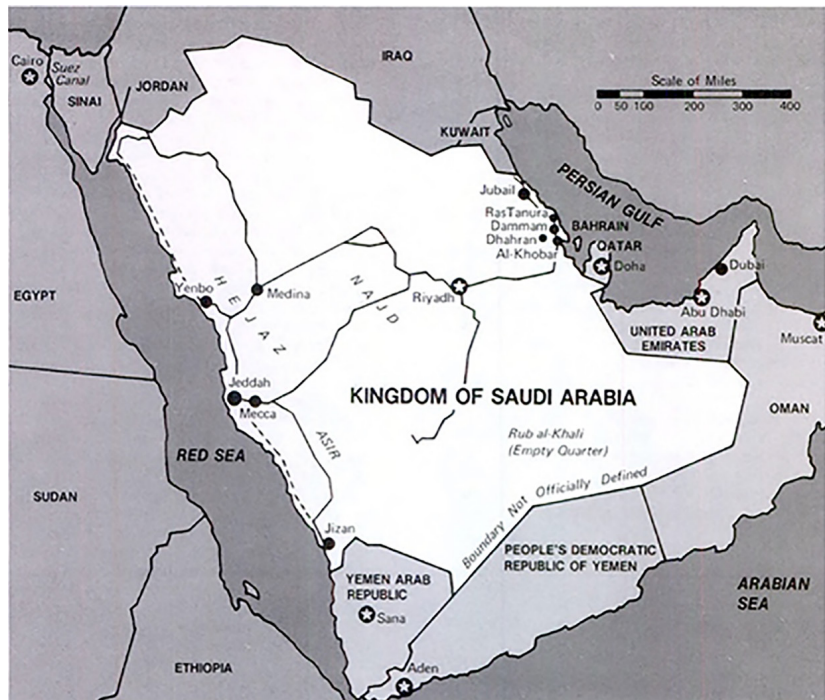 Cairo
Suez
Canal
SINAI
JORDAN
IRAQ
Scale of Miles
0 50 100 200 300 400
KUWAIT
PERSIAN GULF
Jubail
RasTanura
Dammam
Dhahran
Al-Khobar
BAHRAIN
QATAR
Doha
Dubai
Abu Dhabi
UNITED ARAB
EMIRATES
Muscat
EGYPT
Yenbo
HEJAZ
Medina
NAJD
Riyadh
Jeddah
Mecca
KINGDOM OF SAUDI ARABIA
OMAN
ASIR
Rub al-Khali
(Empty Quarter)
RED SEA
Boundary Not Officially Defined
SUDAN
Jizan
PEOPLE'S DEMOCRATIC
REPUBLIC OF YEMEN
YEMEN ARAB
REPUBLIC
Sana
ARABIAN
SEA
ETHIOPIA
Aden